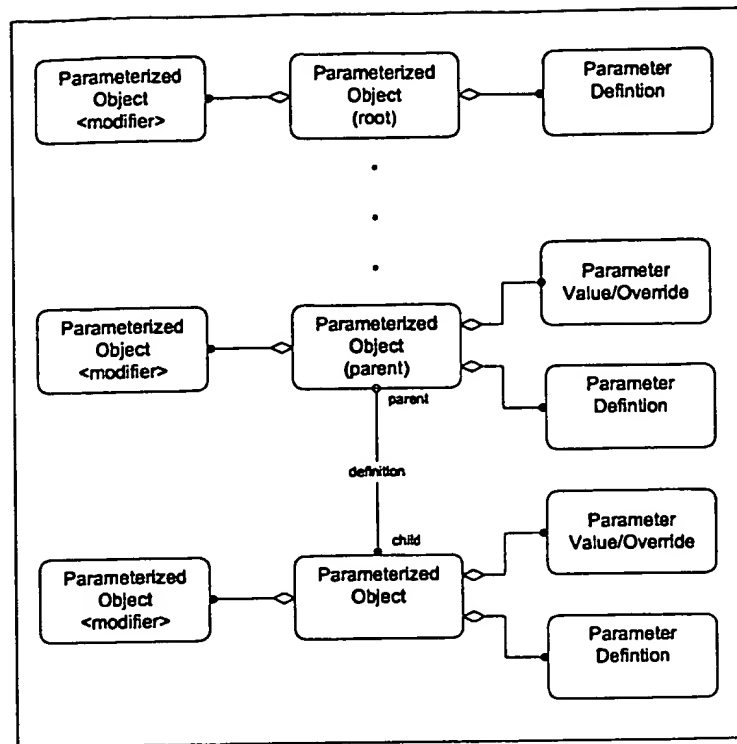 Parameterized
Object
<modifier>
Parameterized
Object
(root)
Parameter
Defintion
Parameterized
Object
<modifier>
Parameterized
Object
(parent)
Parameter
Value/Override
Parameter
Defintion
parent
definition
child
Parameterized
Object
<modifier>
Parameterized
Object
Parameter
Value/Override
Parameter
Defintion